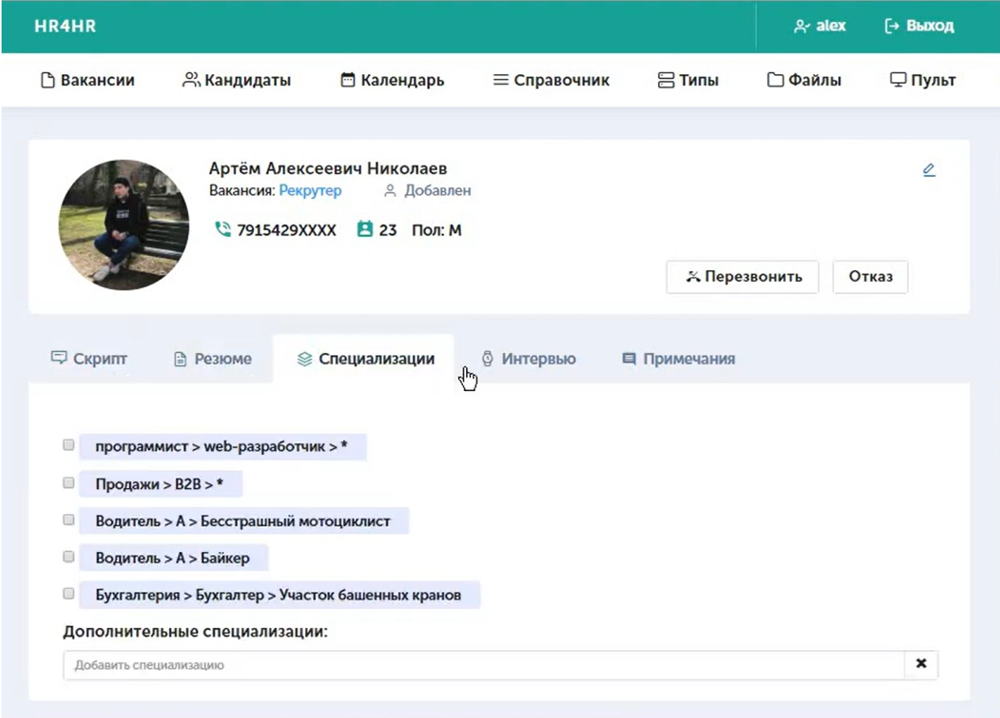 HR4HR
alex
Выход
Вакансии
Кандидаты
Календарь
Справочник
Типы
Файлы
Пульт
Артём Алексеевич Николаев
Вакансия: Рекрутер
Добавлен
7915429XXXX
23
Пол: М
Перезвонить
Отказ
Скрипт
Резюме
Специализации
Интервью
Примечания
программист > web-разработчик > *
Продажи > B2B > *
Водитель > А > Бесстрашный мотоциклист
Водитель > А > Байкер
Бухгалтерия > Бухгалтер > Участок башенных кранов
Дополнительные специализации:
Добавить специализацию